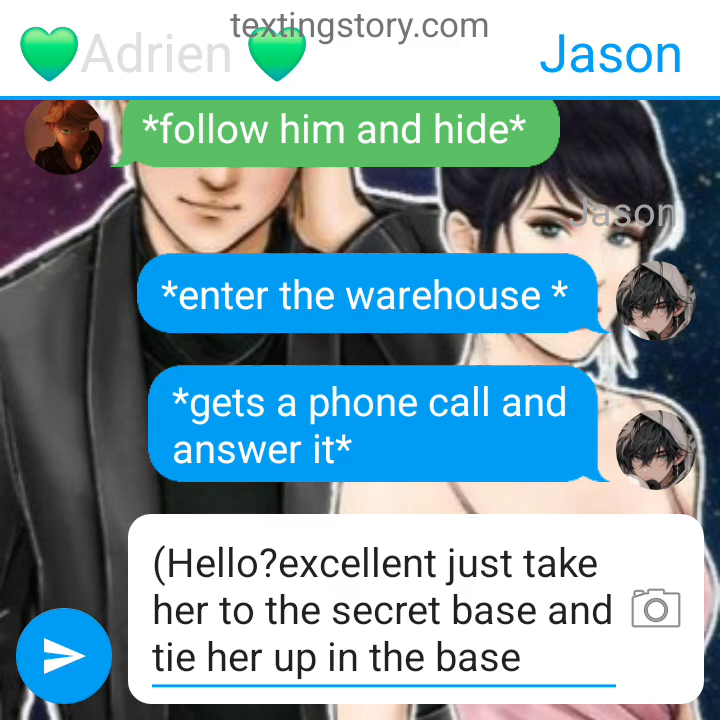 textingstory.com
💚Adrien 💚
Jason
*follow him and hide*
Jason
*enter the warehouse *
*gets a phone call and
answer it*
(Hello?excellent just take
her to the secret base and
tie her up in the base